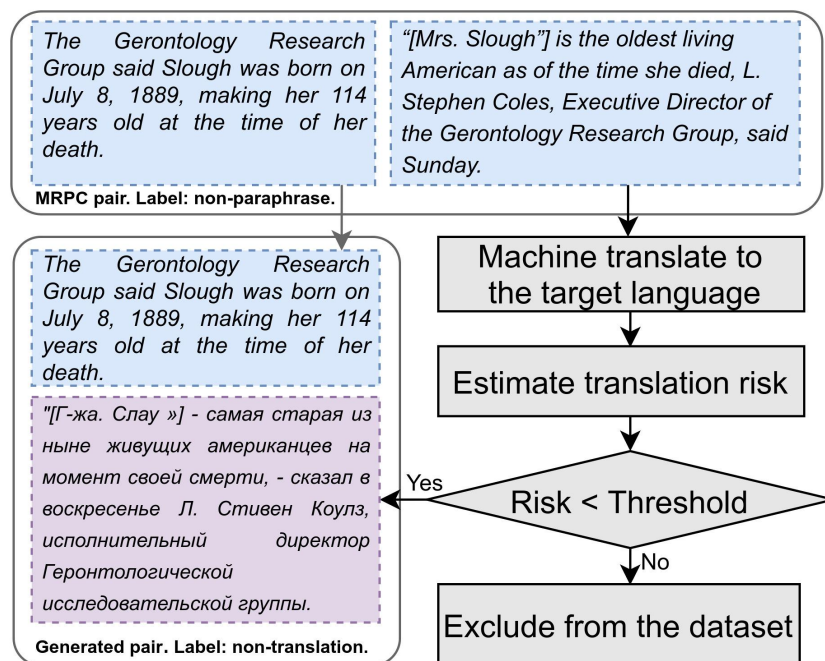 The Gerontology Research
Group said Slough was born on
July 8, 1889, making her 114
years old at the time of her
death.
“[Mrs. Slough”] is the oldest living
American as of the time she died, L.
Stephen Coles, Executive Director of
the Gerontology Research Group, said
Sunday.
MRPC pair. Label: non-paraphrase.
The Gerontology Research
Group said Slough was born on
July 8, 1889, making her 114
years old at the time of her
death.
"[Г-жа. Слау »] - самая старая из
ныне живущих американцев на
момент своей смерти, - сказал в
воскресенье Л. Стивен Коулз,
исполнительный директор
Геронтологической
исследовательской группы.
Generated pair. Label: non-translation.
Machine translate to
the target language
Estimate translation risk
Risk < Threshold
Yes
No
Exclude from the dataset